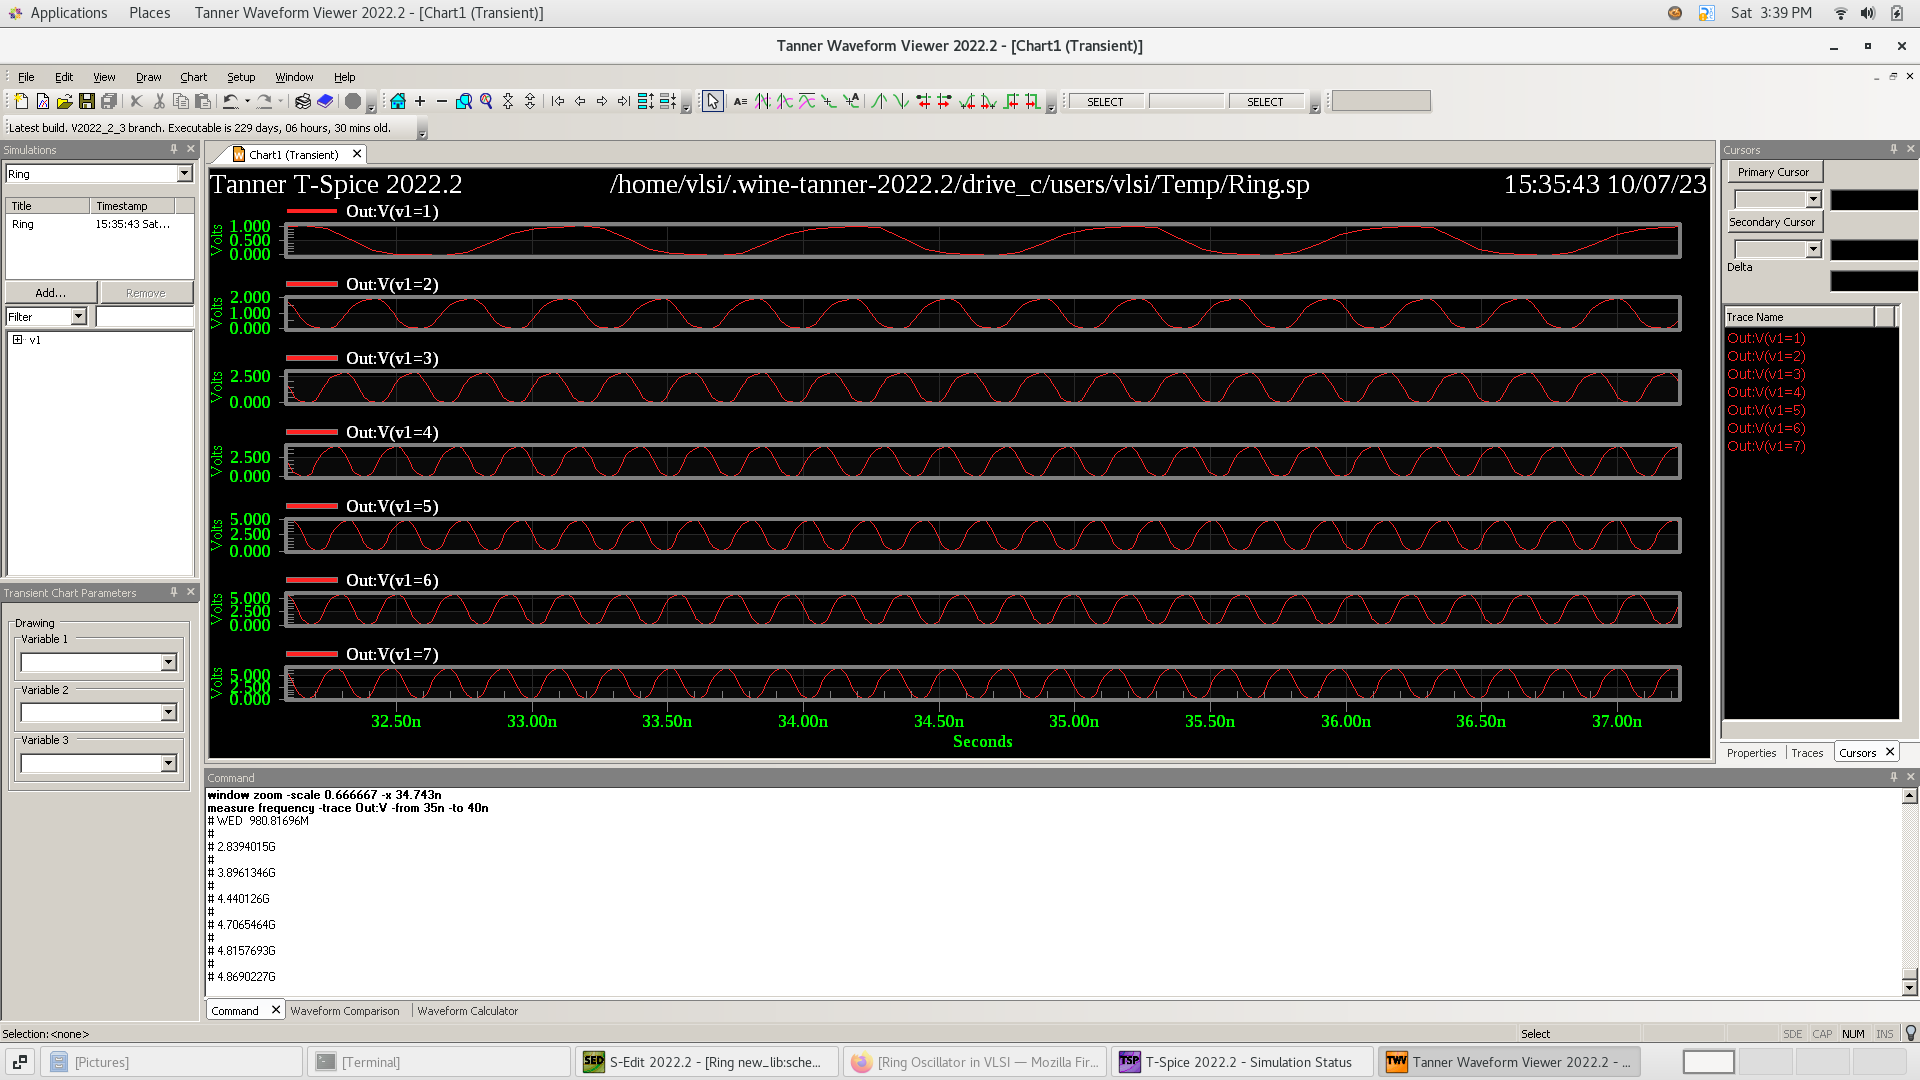 Applications Places Tanner Waveform Viewer 2022.2 - [Chart1 (Transient)] Sat 3:39 PM
Tanner Waveform Viewer 2022.2 - [Chart1 (Transient)]
File Edit View Draw Chart Setup Window Help
SELECT SELECT
Latest build. V2022_2_3 branch. Executable is 229 days, 06 hours, 30 mins old.
Simulations
Ring
Title Timestamp
Ring 15:35:43 Sat...
Add... Remove
Filter
v1
Transient Chart Parameters
Drawing
Variable 1
Variable 2
Variable 3
Chart1 (Transient)
Tanner T-Spice 2022.2 /home/vlsi/.wine-tanner-2022.2/drive_c/users/vlsi/Temp/Ring.sp 15:35:43 10/07/23
Out:V(v1=1)
Volts
1.000
0.500
0.000
Out:V(v1=2)
Volts
2.000
1.000
0.000
Out:V(v1=3)
Volts
2.500
0.000
Out:V(v1=4)
Volts
2.500
0.000
Out:V(v1=5)
Volts
5.000
2.500
0.000
Out:V(v1=6)
Volts
5.000
2.500
0.000
Out:V(v1=7)
Volts
5.000
2.500
0.000
32.50n 33.00n 33.50n 34.00n 34.50n 35.00n 35.50n 36.00n 36.50n 37.00n
Seconds
Cursors
Primary Cursor
Secondary Cursor
Delta
Trace Name
Out:V(v1=1)
Out:V(v1=2)
Out:V(v1=3)
Out:V(v1=4)
Out:V(v1=5)
Out:V(v1=6)
Out:V(v1=7)
Properties Traces Cursors
Command
window zoom -scale 0.666667 -x 34.743n
measure frequency -trace Out:V -from 35n -to 40n
# WED 980.81696M
#
# 2.8394015G
#
# 3.8961346G
#
# 4.440126G
#
# 4.7065464G
#
# 4.8157693G
#
# 4.8690227G
Command Waveform Comparison Waveform Calculator
Selection: <none> Select SDE CAP NUM INS
[Pictures] [Terminal] SED S-Edit 2022.2 - [Ring new_lib:sche... [Ring Oscillator in VLSI — Mozilla Fir... TSP T-Spice 2022.2 - Simulation Status TWV Tanner Waveform Viewer 2022.2 - ...